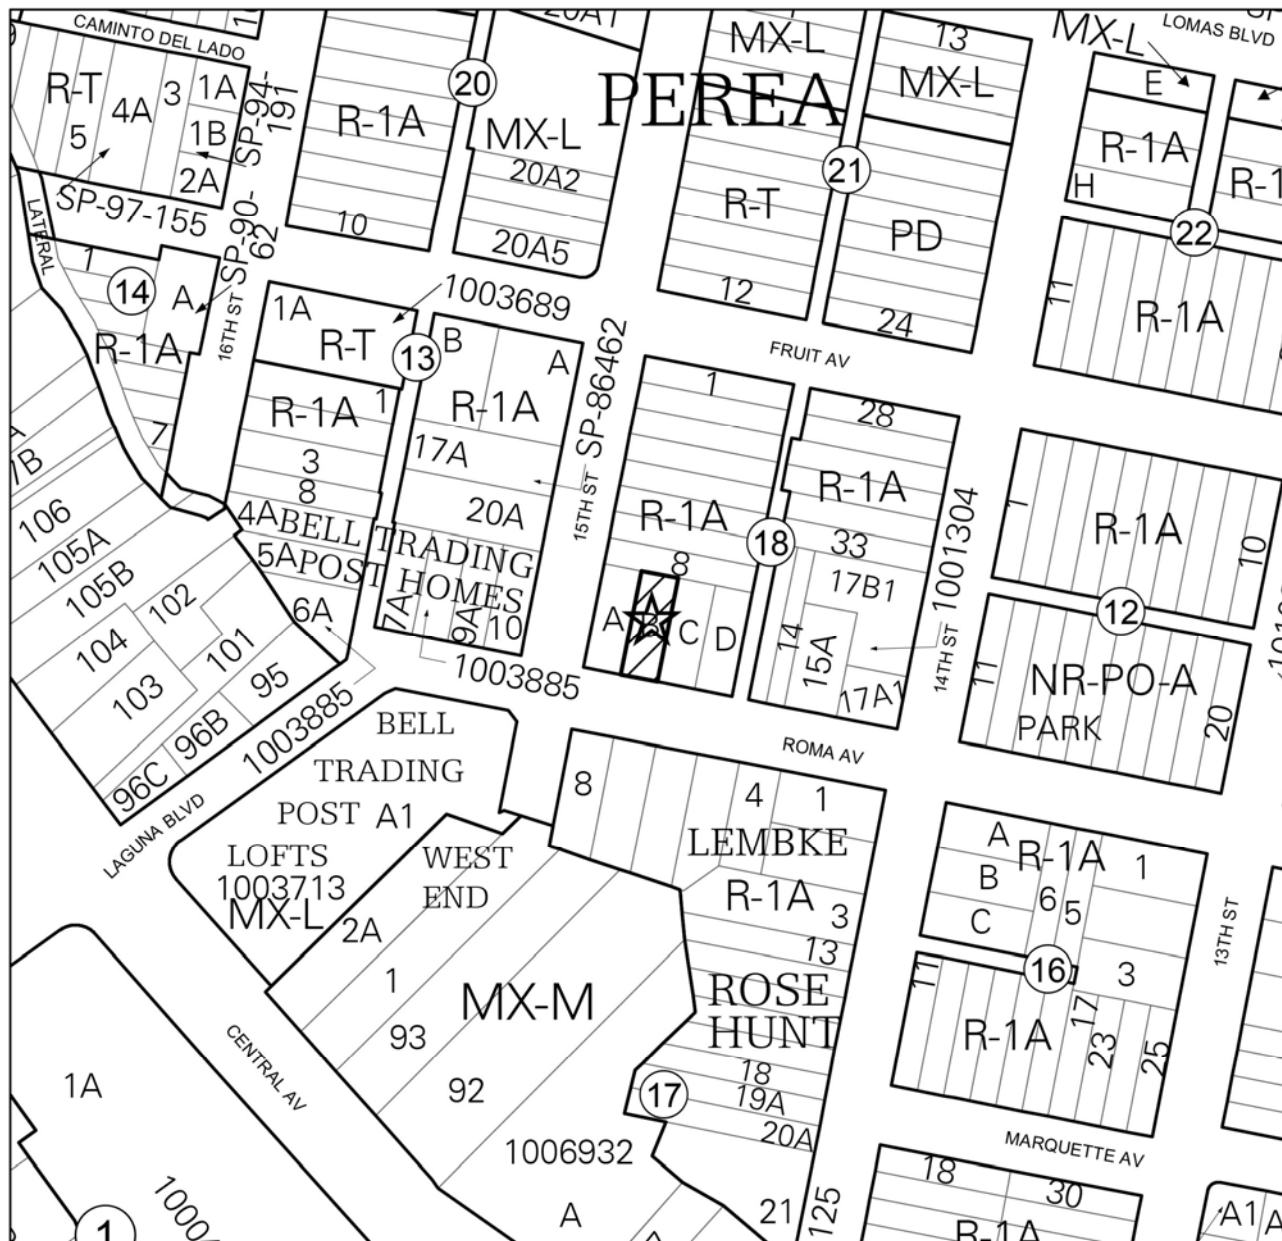 CAMINTO DEL LADO
R-T
3
1A
4A
5
1B
2A
SP-94-
191
SP-97-155
SP-90-
62
LATERAL
1
14
A
R-1A
7
16TH ST
R-1A
10
20
MX-L
20A2
20A5
PEREA
MX-L
13
MX-L
21
R-T
12
PD
24
MX-L
LOMAS BLVD
E
R-1A
H
22
11
R-1A
1003689
1A
R-T
13
B
A
R-1A
1
R-1A
17A
3
8
4A
20A
SP-86462
15TH ST
FRUIT AV
1
R-1A
8
18
28
R-1A
33
17B1
14
15A
17A1
1001304
14TH ST
1
R-1A
10
12
11
NR-PO-A
PARK
20
BELL TRADING
5A
POST HOMES
6A
7A
9A
10
A
B
C
D
1003885
1003885
1B
106
105A
105B
102
104
101
103
95
96B
96C
LAGUNA BLVD
BELL
TRADING
POST
A1
LOFTS
1003713
MX-L
ROMA AV
8
4
1
LEMBKE
R-1A
3
13
WEST
END
2A
1
93
92
MX-M
ROSE
HUNT
18
17
19A
20A
1006932
A
21
125
CENTRAL AV
1A
1
A
R-1A
1
B
6
5
C
16
3
11
R-1A
17
23
25
13TH ST
MARQUETTE AV
18
30
R-1A
A1